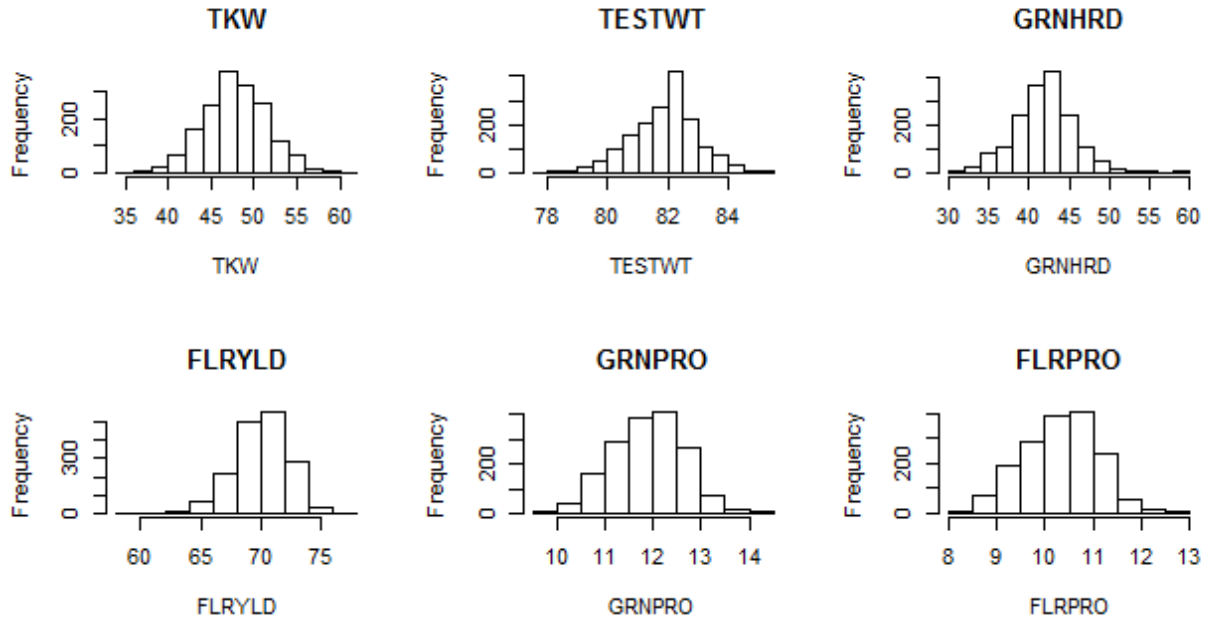 TKW
TESTWT
GRNHRD
Frequency
0
200
35 40 45 50 55 60
TKW
Frequency
0
200
78 80 82 84
TESTWT
Frequency
0
200
30 35 40 45 50 55 60
GRNHRD
FLRYLD
GRNPRO
FLRPRO
Frequency
0
300
60 65 70 75
FLRYLD
Frequency
0
200
10 11 12 13 14
GRNPRO
Frequency
0
200
8 9 10 11 12 13
FLRPRO